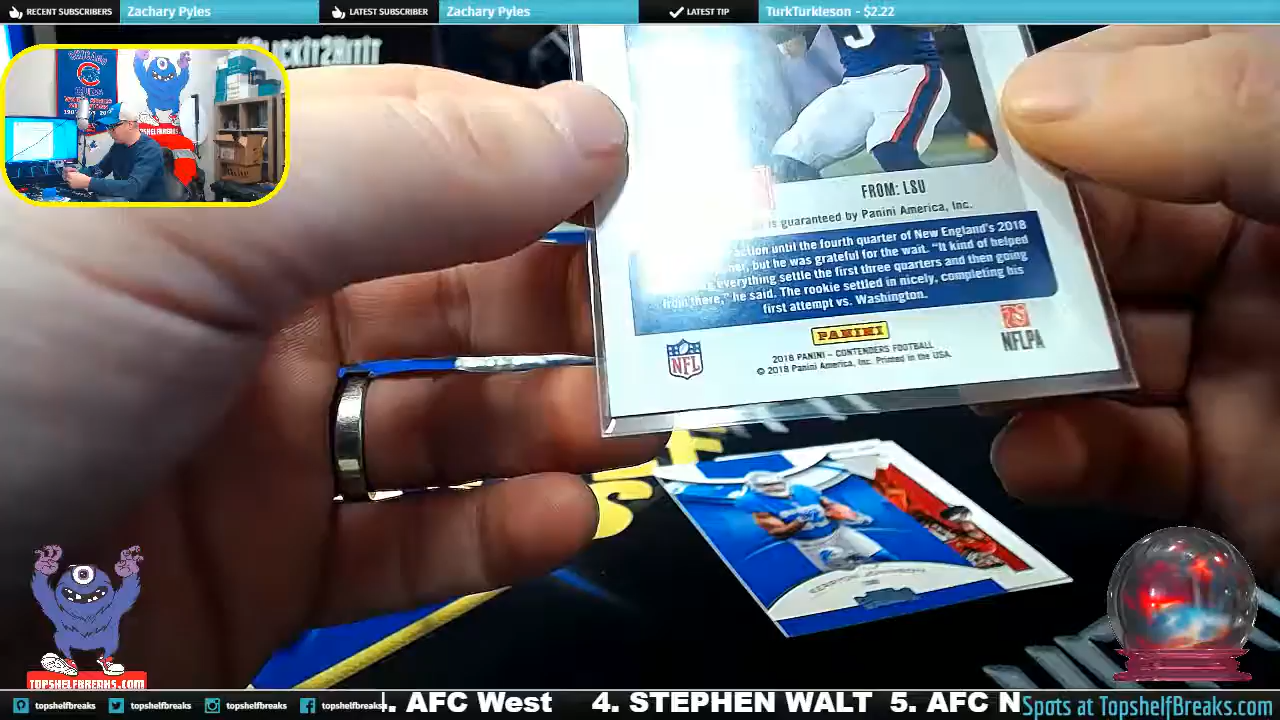 RECENT SUBSCRIBERS Zachary Pyles LATEST SUBSCRIBER Zachary Pyles LATEST TIP TurkTurkleson - $2.22
FROM: LSU
is guaranteed by Panini America, Inc.
action until the fourth quarter of New England's 2018
but he was grateful for the wait. "It kind of helped
everything settle the first three quarters and then going
from there," he said. The rookie settled in nicely, completing his
first attempt vs. Washington.
PANINI
NFL
NFLPA
2018 PANINI – CONTENDERS FOOTBALL
© 2018 Panini America, Inc. Printed in the USA.
TOPSHELFBREAKS.COM
topshelfbreaks topshelfbreaks topshelfbreaks topshelfbreaks
AFC West 4. STEPHEN WALT 5. AFC N
Spots at TopshelfBreaks.com